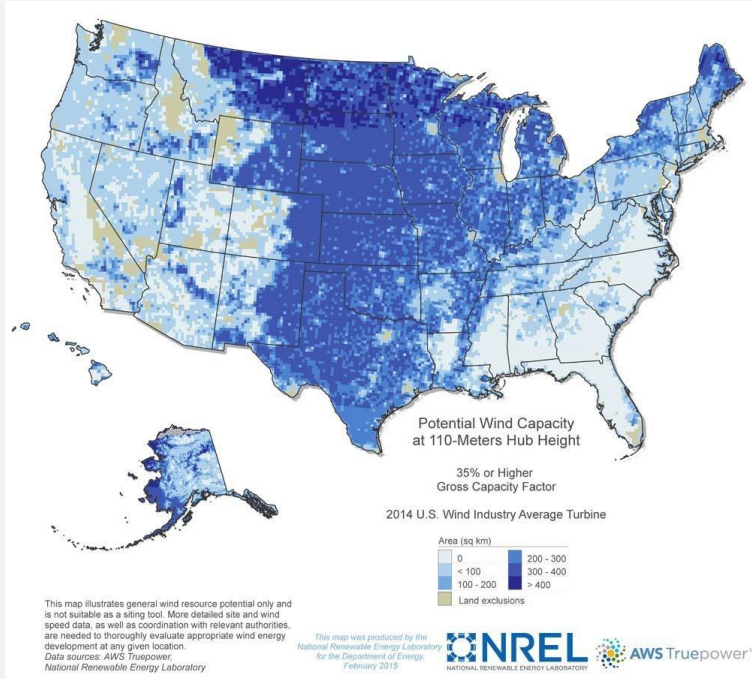 Potential Wind Capacity
at 110-Meters Hub Height
35% or Higher
Gross Capacity Factor
2014 U.S. Wind Industry Average Turbine
Area (sq km)
0
< 100
100 - 200
200 - 300
300 - 400
> 400
Land exclusions
This map illustrates general wind resource potential only and
is not suitable as a siting tool. More detailed site and wind
speed data, as well as coordination with relevant authorities,
are needed to thoroughly evaluate appropriate wind energy
development at any given location.
Data sources: AWS Truepower,
National Renewable Energy Laboratory
This map was produced by the
National Renewable Energy Laboratory
for the Department of Energy.
February 2015
NREL
NATIONAL RENEWABLE ENERGY LABORATORY
AWS Truepower